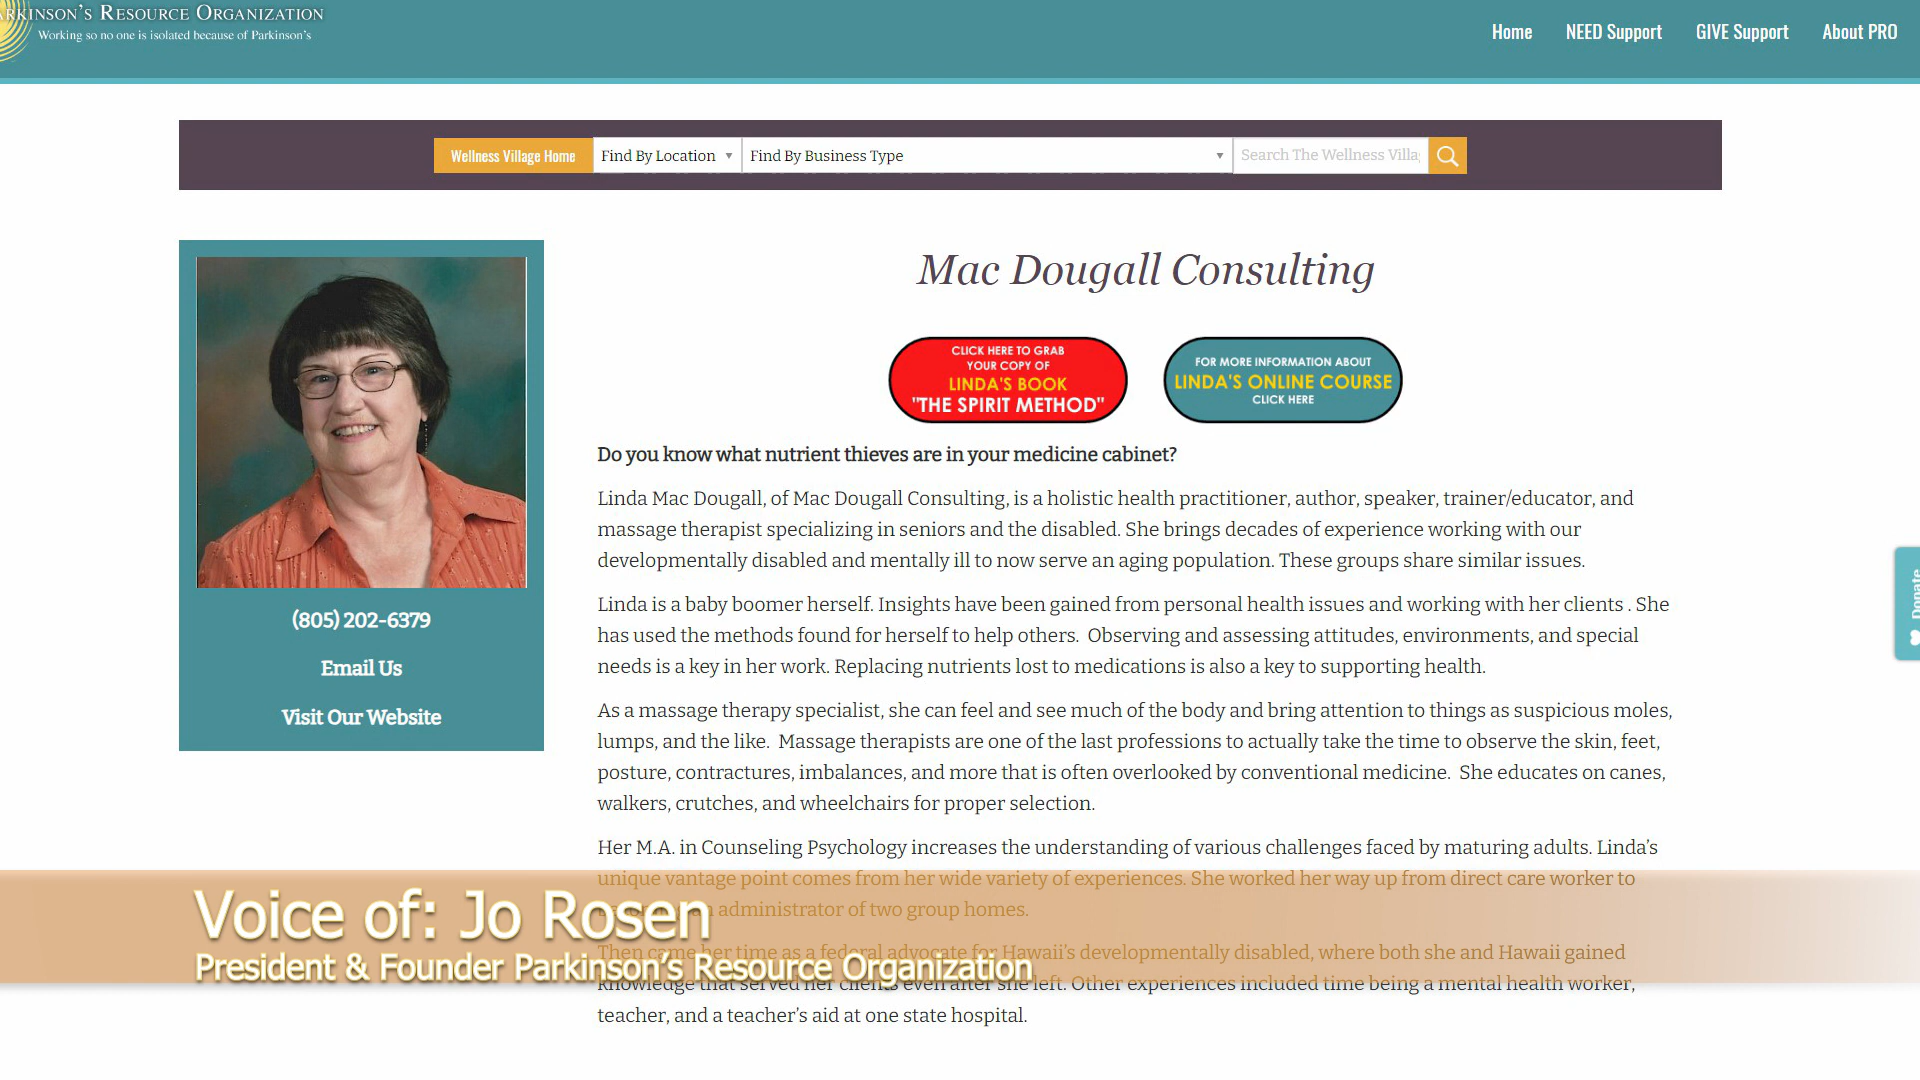 PARKINSON'S RESOURCE ORGANIZATION
Working so no one is isolated because of Parkinson's
Home NEED Support GIVE Support About PRO
Wellness Village Home Find By Location Find By Business Type Search The Wellness Villa
Mac Dougall Consulting
CLICK HERE TO GRAB
YOUR COPY OF
LINDA'S BOOK
"THE SPIRIT METHOD"
FOR MORE INFORMATION ABOUT
LINDA'S ONLINE COURSE
CLICK HERE
(805) 202-6379
Email Us
Visit Our Website
Do you know what nutrient thieves are in your medicine cabinet?
Linda Mac Dougall, of Mac Dougall Consulting, is a holistic health practitioner, author, speaker, trainer/educator, and
massage therapist specializing in seniors and the disabled. She brings decades of experience working with our
developmentally disabled and mentally ill to now serve an aging population. These groups share similar issues.
Linda is a baby boomer herself. Insights have been gained from personal health issues and working with her clients . She
has used the methods found for herself to help others. Observing and assessing attitudes, environments, and special
needs is a key in her work. Replacing nutrients lost to medications is also a key to supporting health.
As a massage therapy specialist, she can feel and see much of the body and bring attention to things as suspicious moles,
lumps, and the like. Massage therapists are one of the last professions to actually take the time to observe the skin, feet,
posture, contractures, imbalances, and more that is often overlooked by conventional medicine. She educates on canes,
walkers, crutches, and wheelchairs for proper selection.
Her M.A. in Counseling Psychology increases the understanding of various challenges faced by maturing adults. Linda's
unique vantage point comes from her wide variety of experiences. She worked her way up from direct care worker to
administrator of two group homes.
Then came her time as a federal advocate for Hawaii's developmentally disabled, where both she and Hawaii gained
knowledge that served her clients even after she left. Other experiences included time being a mental health worker,
teacher, and a teacher's aid at one state hospital.
Voice of: Jo Rosen
President & Founder Parkinson's Resource Organization
Donate